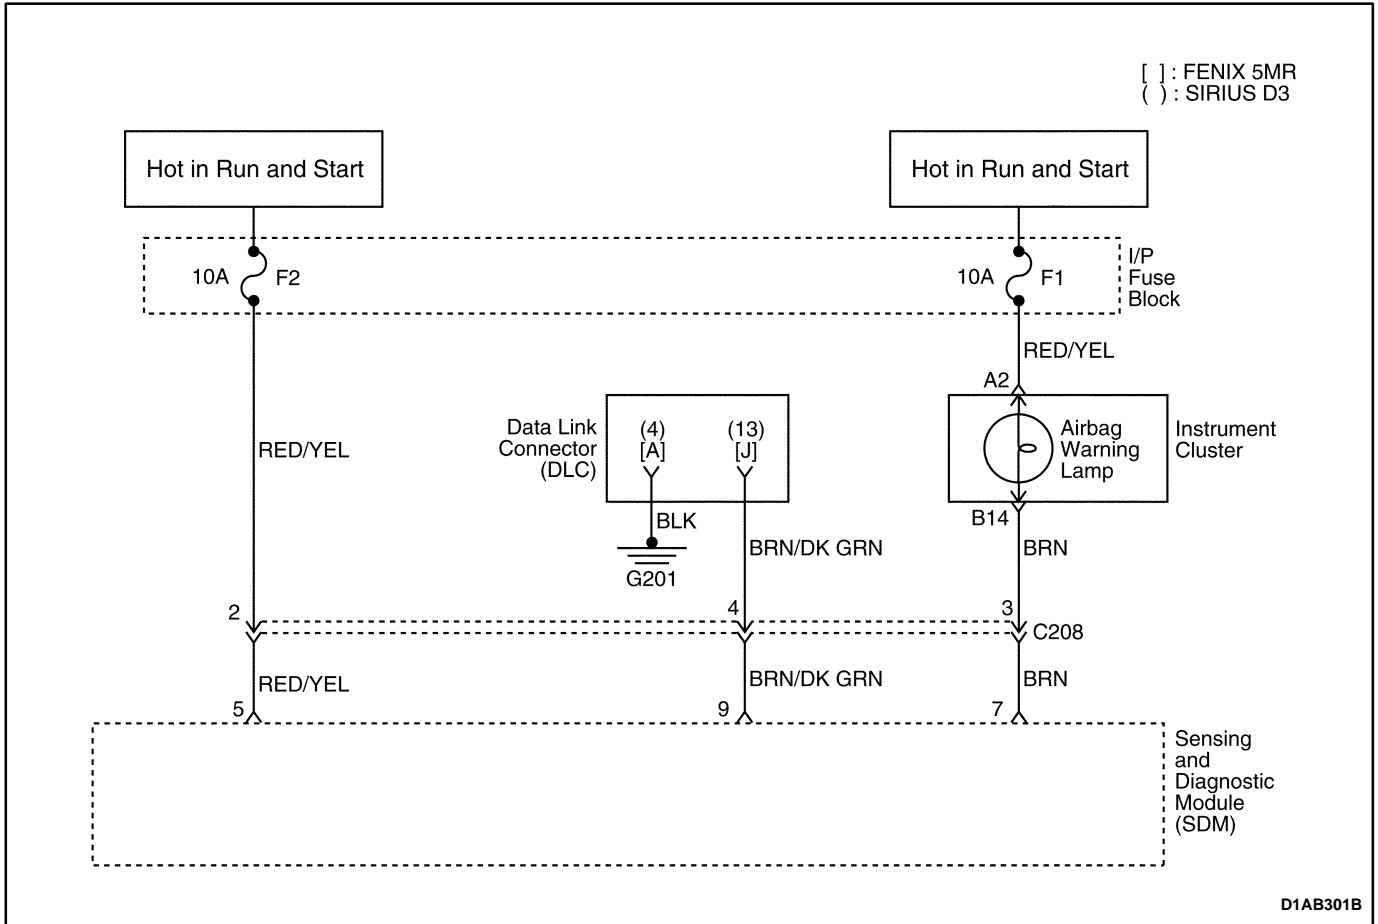 [ ] : FENIX 5MR
( ) : SIRIUS D3
Hot in Run and Start
Hot in Run and Start
10A
F2
10A
F1
I/P
Fuse
Block
RED/YEL
A2
Data Link
Connector
(DLC)
(4)
[A]
(13)
[J]
Airbag
Warning
Lamp
Instrument
Cluster
RED/YEL
BLK
G201
B14
BRN/DK GRN
BRN
2
4
3
C208
RED/YEL
BRN/DK GRN
BRN
5
9
7
Sensing
and
Diagnostic
Module
(SDM)
D1AB301B